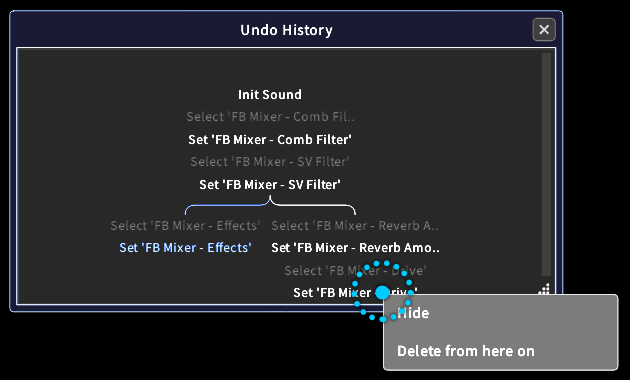 Undo History
Init Sound
Select 'FB Mixer - Comb Fil..
Set 'FB Mixer - Comb Filter'
Select 'FB Mixer - SV Filter'
Set 'FB Mixer - SV Filter'
Select 'FB Mixer - Effects' Select 'FB Mixer - Reverb A..
Set 'FB Mixer - Effects' Set 'FB Mixer - Reverb Amo..
Select 'FB Mixer - Drive'
Set 'FB Mixer - Drive'
Hide
Delete from here on